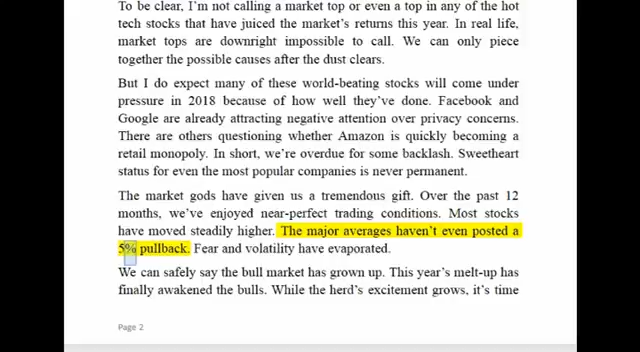 To be clear, I'm not calling a market top or even a top in any of the hot
tech stocks that have juiced the market's returns this year. In real life,
market tops are downright impossible to call. We can only piece
together the possible causes after the dust clears.
But I do expect many of these world-beating stocks will come under
pressure in 2018 because of how well they've done. Facebook and
Google are already attracting negative attention over privacy concerns.
There are others questioning whether Amazon is quickly becoming a
retail monopoly. In short, we're overdue for some backlash. Sweetheart
status for even the most popular companies is never permanent.
The market gods have given us a tremendous gift. Over the past 12
months, we've enjoyed near-perfect trading conditions. Most stocks
have moved steadily higher. The major averages haven't even posted a
5% pullback. Fear and volatility have evaporated.
We can safely say the bull market has grown up. This year's melt-up has
finally awakened the bulls. While the herd's excitement grows, it's time
Page 2